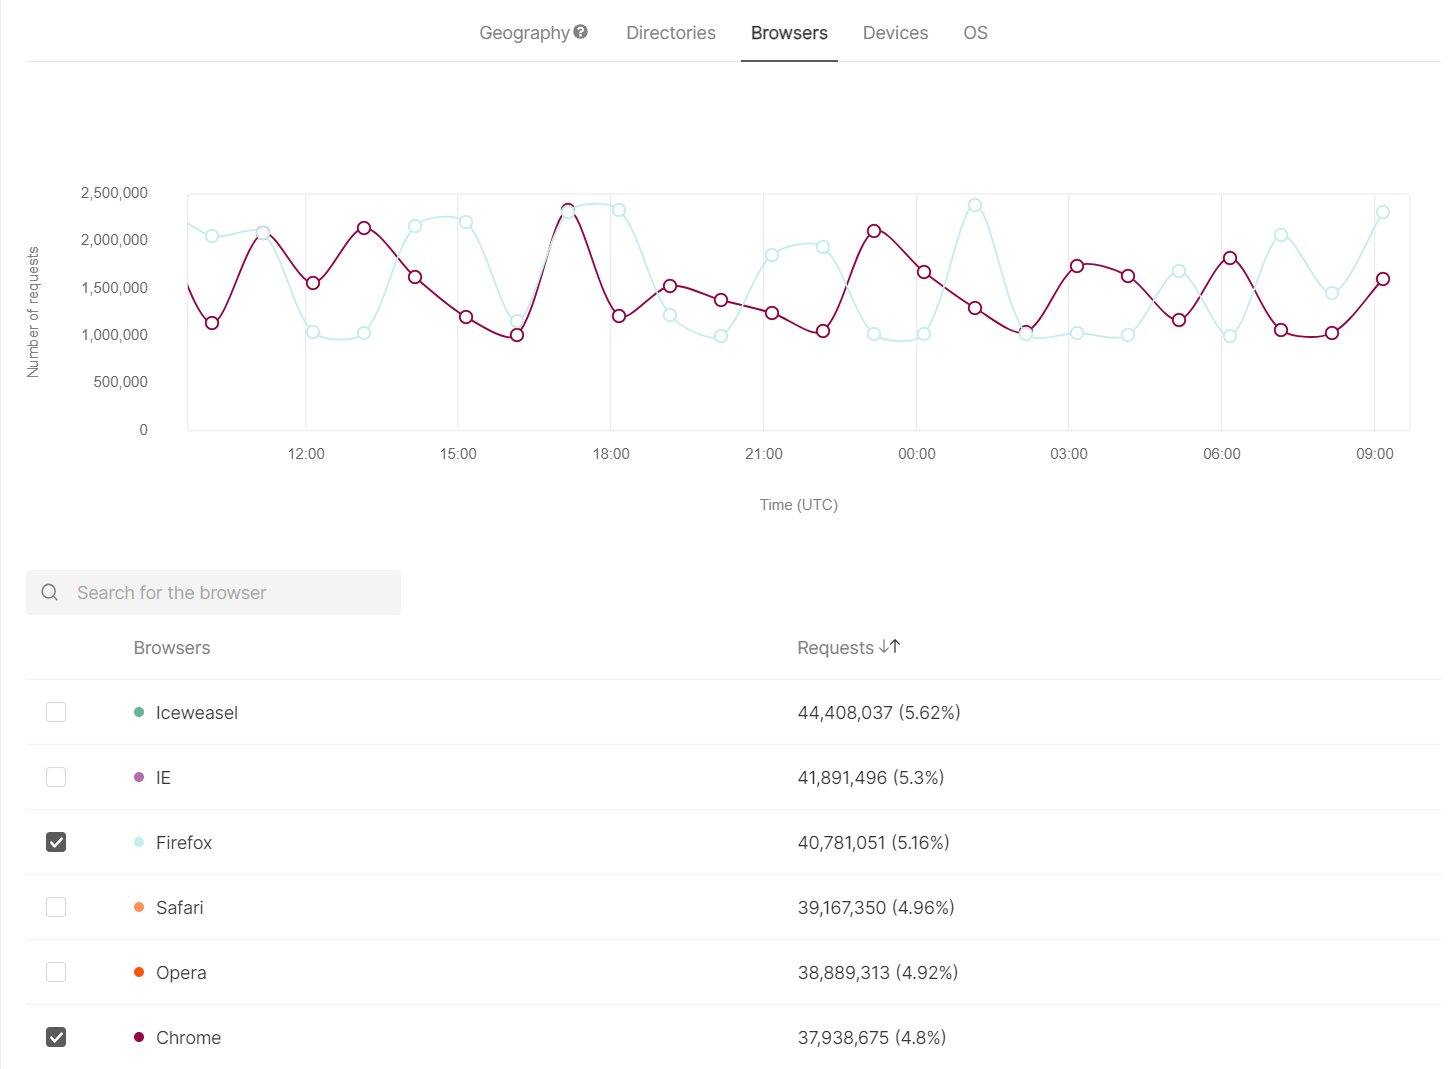 Geography Directories Browsers Devices OS
Number of requests
2,500,000
2,000,000
1,500,000
1,000,000
500,000
0
12:00 15:00 18:00 21:00 00:00 03:00 06:00 09:00
Time (UTC)
Search for the browser
Browsers Requests
Iceweasel 44,408,037 (5.62%)
IE 41,891,496 (5.3%)
Firefox 40,781,051 (5.16%)
Safari 39,167,350 (4.96%)
Opera 38,889,313 (4.92%)
Chrome 37,938,675 (4.8%)